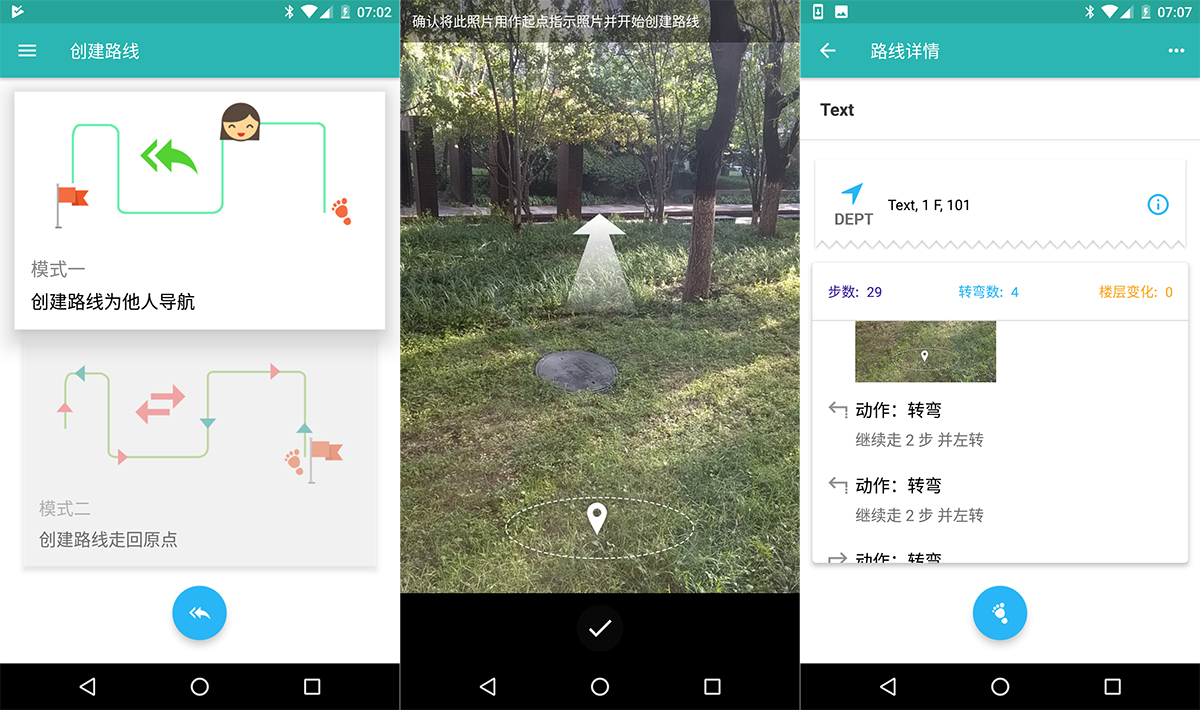 07:02
创建路线
模式一
创建路线为他人导航
模式二
创建路线走回原点
确认将此照片用作起点指示照片并开始创建路线
07:07
路线详情
Text
DEPT
Text, 1 F, 101
步数: 29
转弯数: 4
楼层变化: 0
动作：转弯
继续走 2 步 并左转
动作：转弯
继续走 2 步 并左转
动作：转弯